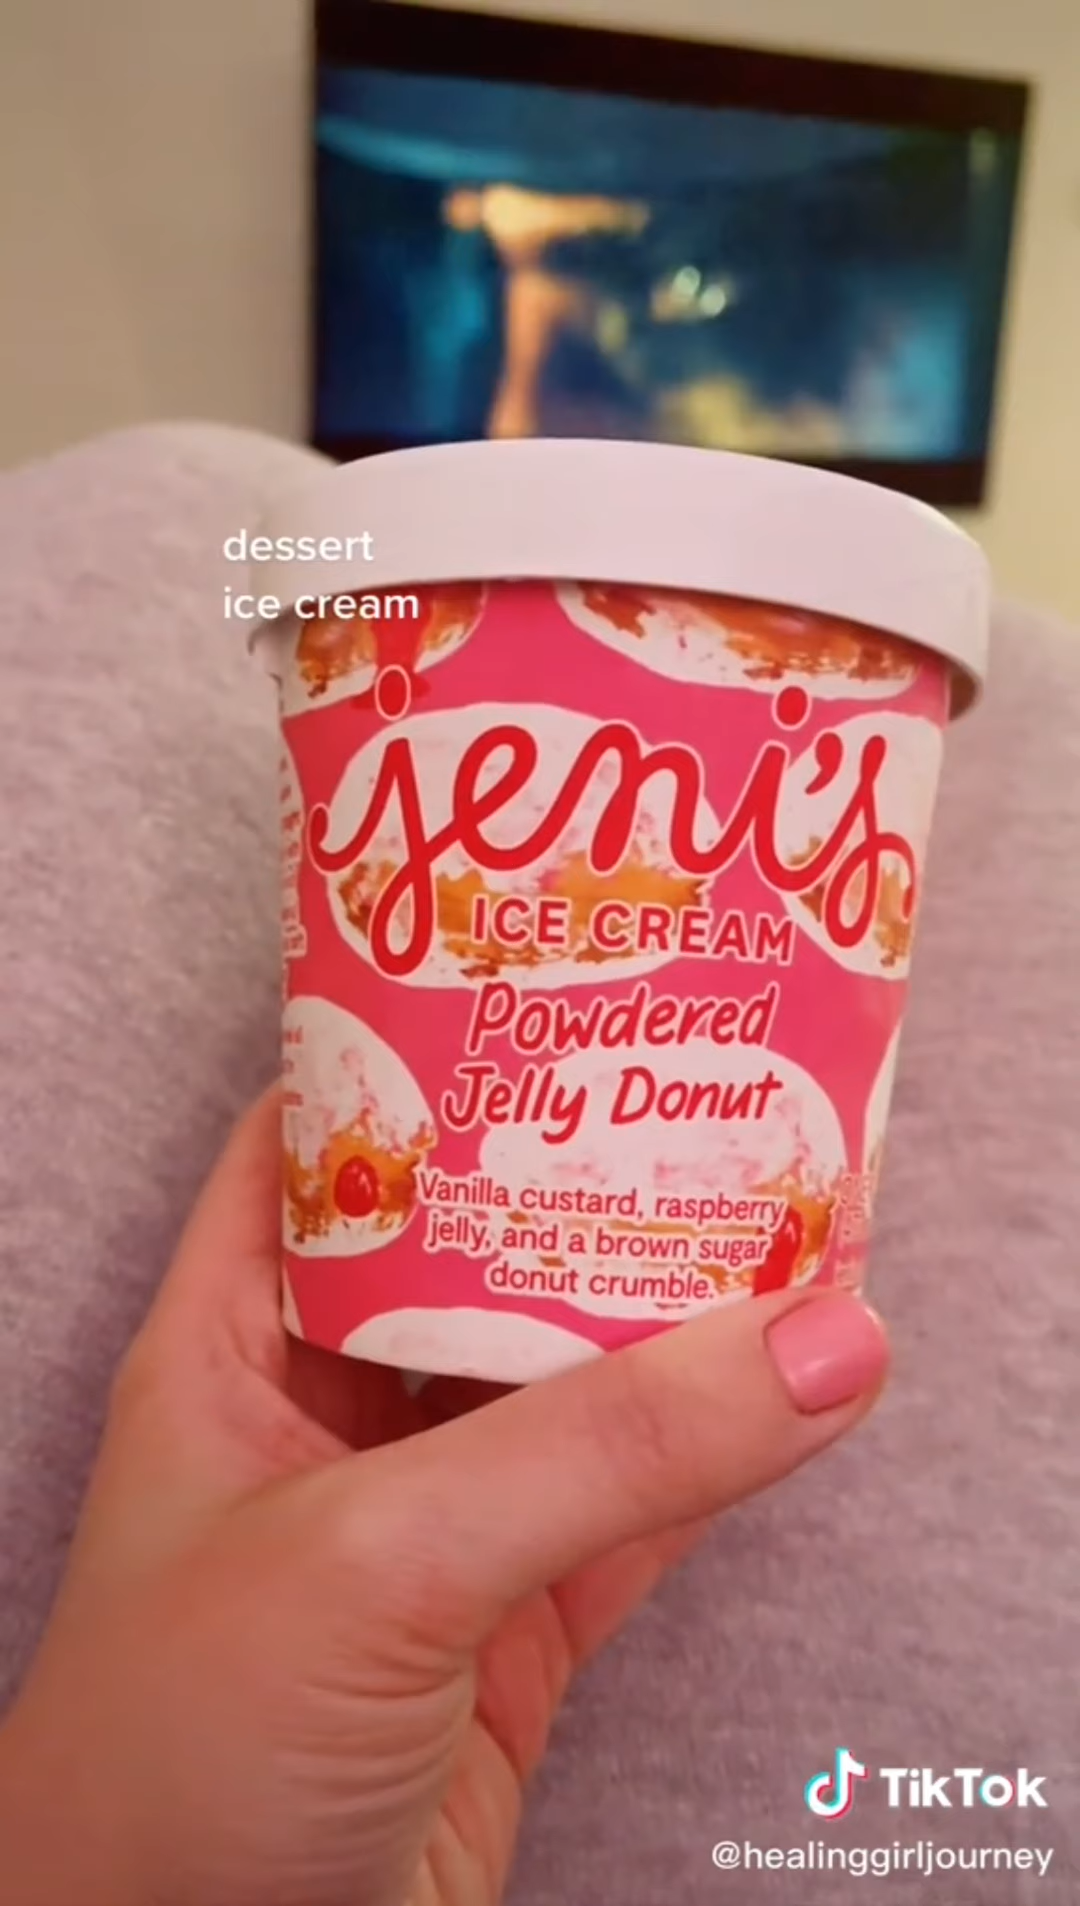 dessert
ice cream
jeni's
ICE CREAM
Powdered
Jelly Donut
Vanilla custard, raspberry
jelly, and a brown sugar
donut crumble.
TikTok
@healinggirljourney